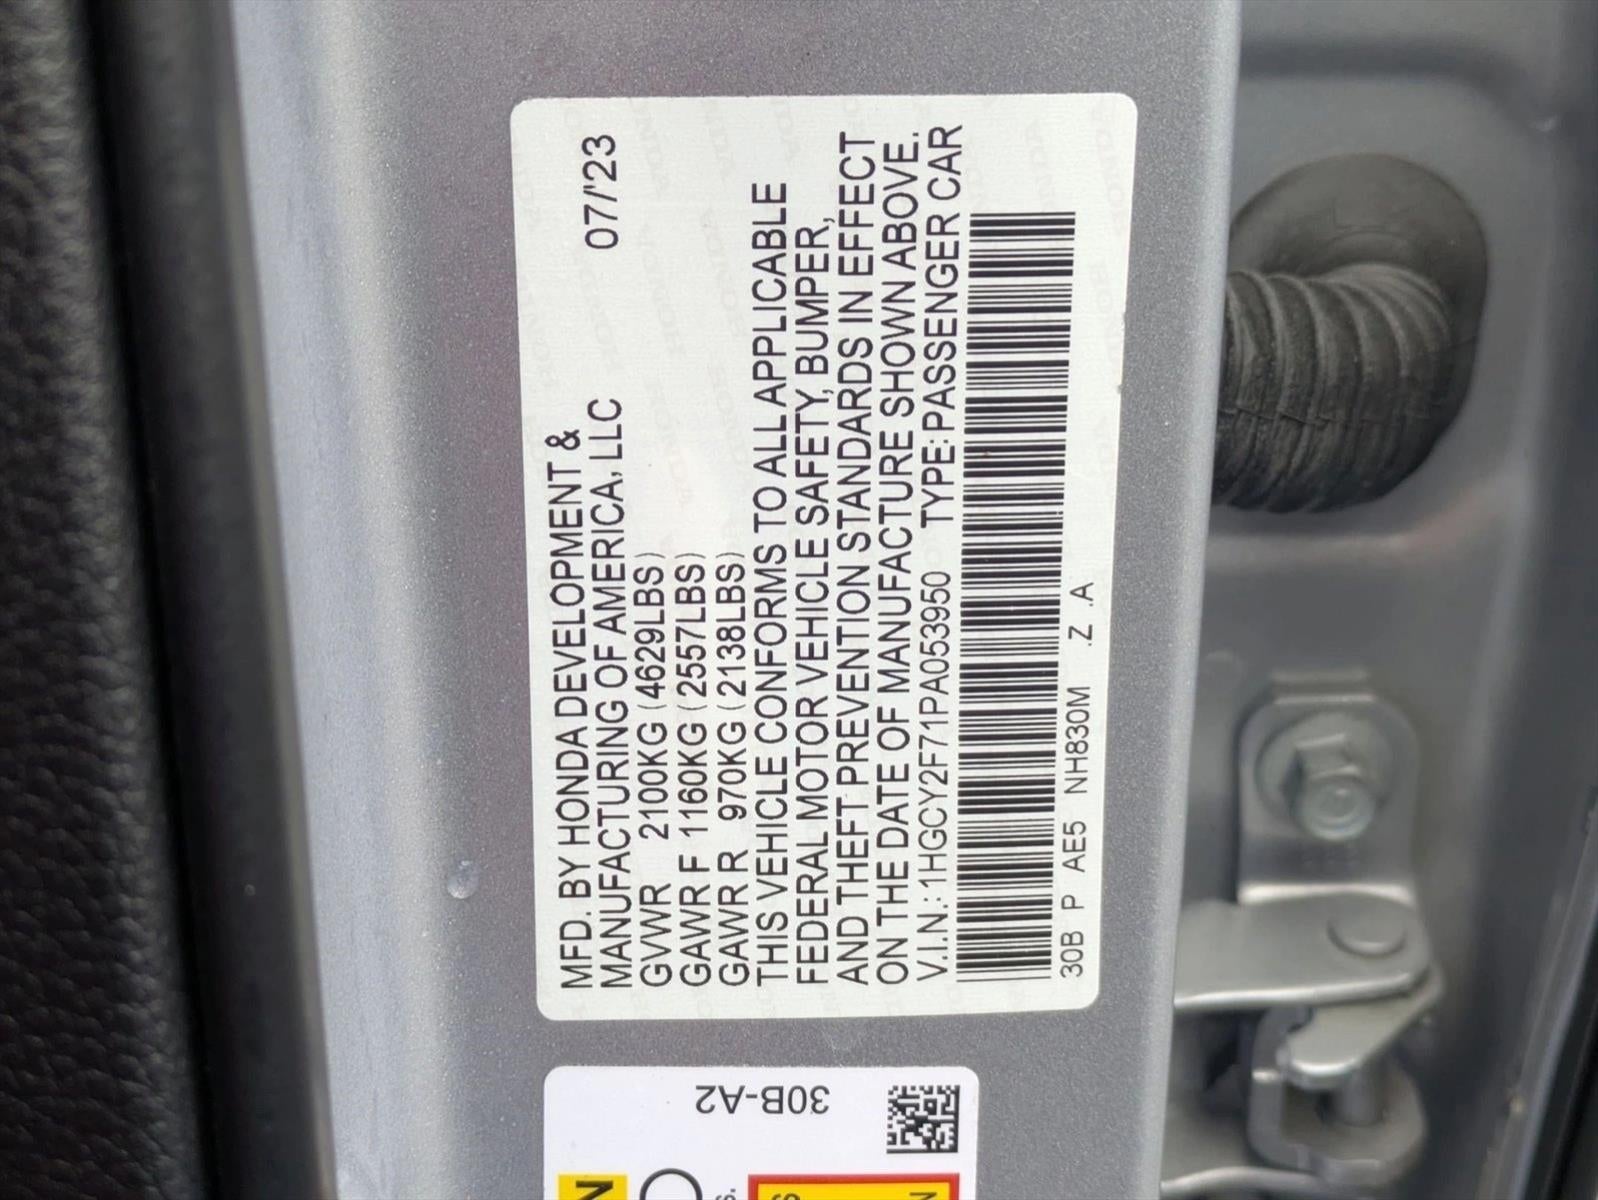 MFD. BY HONDA DEVELOPMENT &
MANUFACTURING OF AMERICA, LLC 07/'23
GVWR 2100KG (4629LBS)
GAWR F 1160KG (2557LBS)
GAWR R 970KG (2138LBS)
THIS VEHICLE CONFORMS TO ALL APPLICABLE
FEDERAL MOTOR VEHICLE SAFETY, BUMPER,
AND THEFT PREVENTION STANDARDS IN EFFECT
ON THE DATE OF MANUFACTURE SHOWN ABOVE.
V.I.N.: 1HGCY2F71PA053950 TYPE: PASSENGER CAR
30B P AE5 NH830M .Z .A
30B-A2